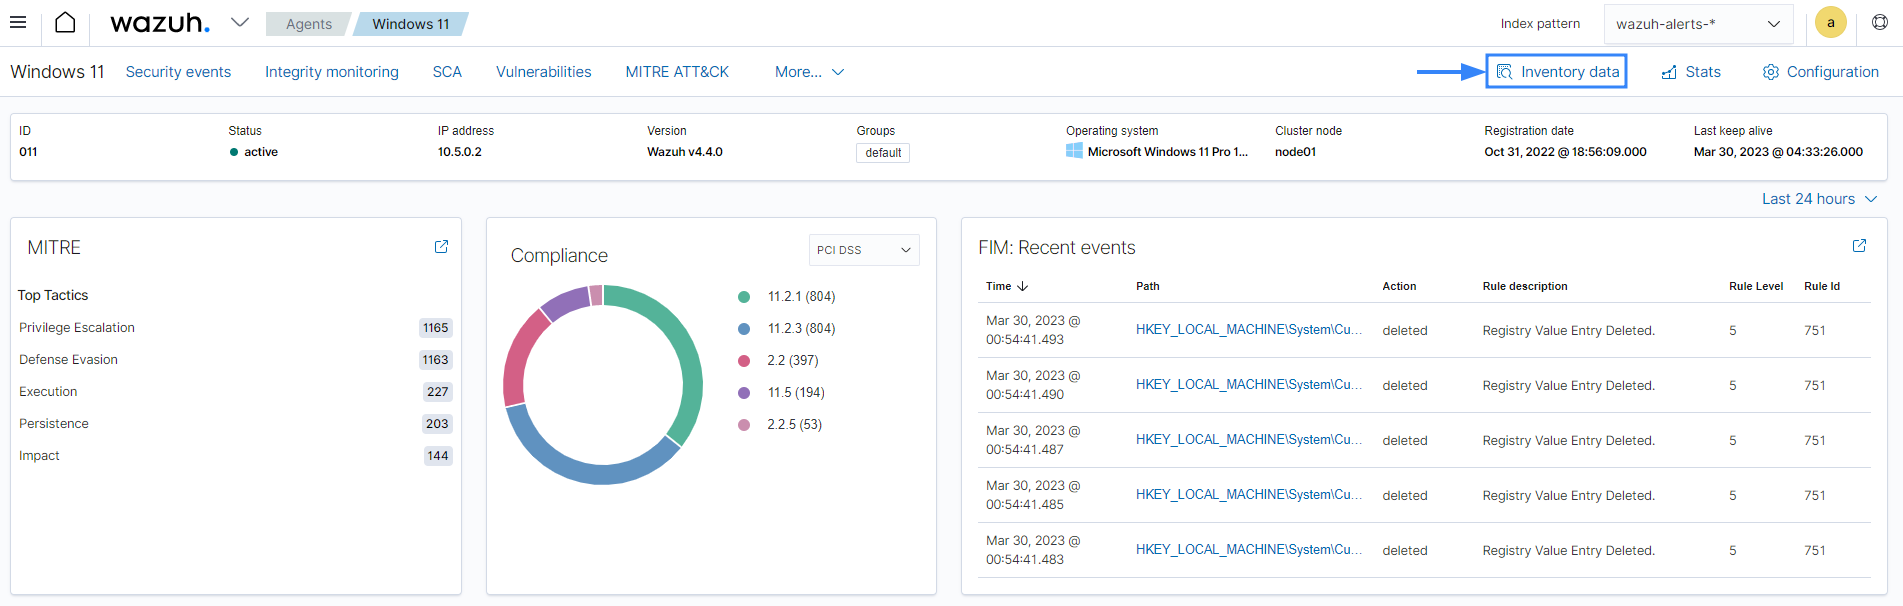 wazuh.
Agents
Windows 11
Index pattern
wazuh-alerts-*
a
Windows 11
Security events
Integrity monitoring
SCA
Vulnerabilities
MITRE ATT&CK
More...
Inventory data
Stats
Configuration
ID
Status
IP address
Version
Groups
Operating system
Cluster node
Registration date
Last keep alive
011
active
10.5.0.2
Wazuh v4.4.0
default
Microsoft Windows 11 Pro 1...
node01
Oct 31, 2022 @ 18:56:09.000
Mar 30, 2023 @ 04:33:26.000
Last 24 hours
MITRE
Top Tactics
Privilege Escalation 1165
Defense Evasion 1163
Execution 227
Persistence 203
Impact 144
Compliance
PCI DSS
11.2.1 (804)
11.2.3 (804)
2.2 (397)
11.5 (194)
2.2.5 (53)
FIM: Recent events
Time Path Action Rule description Rule Level Rule Id
Mar 30, 2023 @
00:54:41.493
HKEY_LOCAL_MACHINE\System\Cu... deleted Registry Value Entry Deleted. 5 751
Mar 30, 2023 @
00:54:41.490
HKEY_LOCAL_MACHINE\System\Cu... deleted Registry Value Entry Deleted. 5 751
Mar 30, 2023 @
00:54:41.487
HKEY_LOCAL_MACHINE\System\Cu... deleted Registry Value Entry Deleted. 5 751
Mar 30, 2023 @
00:54:41.485
HKEY_LOCAL_MACHINE\System\Cu... deleted Registry Value Entry Deleted. 5 751
Mar 30, 2023 @
00:54:41.483
HKEY_LOCAL_MACHINE\System\Cu... deleted Registry Value Entry Deleted. 5 751